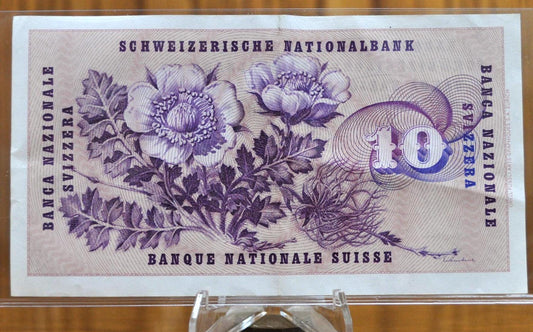 SCHWEIZERISCHE NATIONALBANK
BANCA NAZIONALE
SVIZZERA
10
BANCA NAZIONALE
SVIZZERA
BANQUE NATIONALE SUISSE